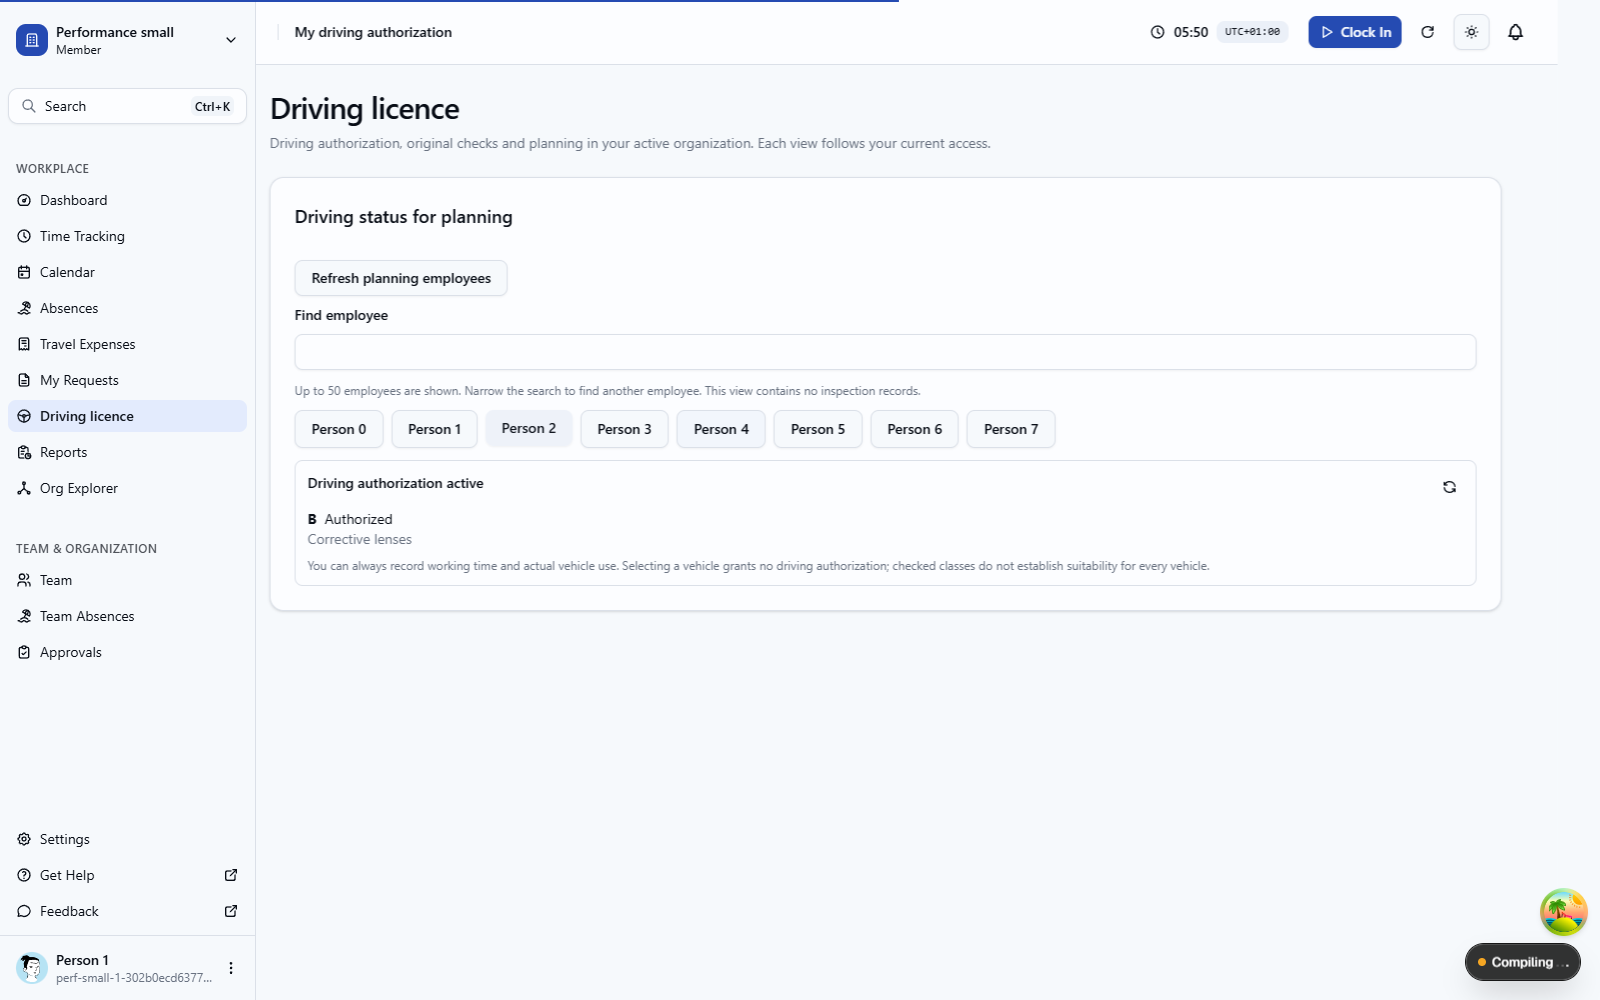 Performance small
Member
Search
Ctrl+K
WORKPLACE
Dashboard
Time Tracking
Calendar
Absences
Travel Expenses
My Requests
Driving licence
Reports
Org Explorer
TEAM & ORGANIZATION
Team
Team Absences
Approvals
Settings
Get Help
Feedback
Person 1
perf-small-1-302b0ecd6377...
My driving authorization
05:50 UTC+01:00
Clock In
Driving licence
Driving authorization, original checks and planning in your active organization. Each view follows your current access.
Driving status for planning
Refresh planning employees
Find employee
Up to 50 employees are shown. Narrow the search to find another employee. This view contains no inspection records.
Person 0 Person 1 Person 2 Person 3 Person 4 Person 5 Person 6 Person 7
Driving authorization active
B Authorized
Corrective lenses
You can always record working time and actual vehicle use. Selecting a vehicle grants no driving authorization; checked classes do not establish suitability for every vehicle.
Compiling ...